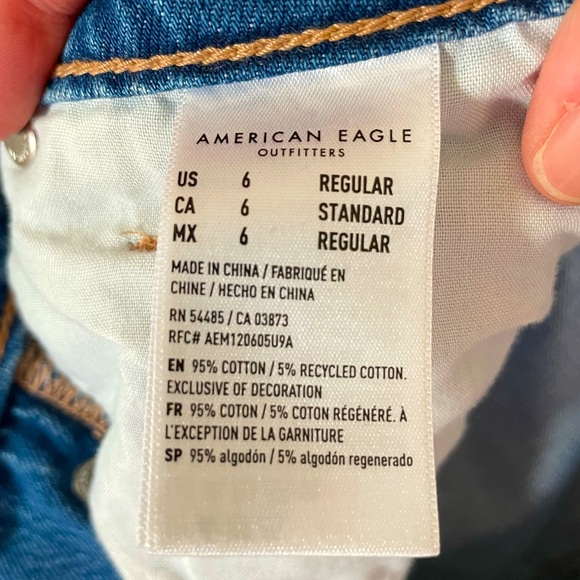 AMERICAN EAGLE
OUTFITTERS
US 6 REGULAR
CA 6 STANDARD
MX 6 REGULAR
MADE IN CHINA / FABRIQUÉ EN
CHINE / HECHO EN CHINA
RN 54485 / CA 03873
RFC# AEM120605U9A
EN 95% COTTON / 5% RECYCLED COTTON.
EXCLUSIVE OF DECORATION
FR 95% COTON / 5% COTON RÉGÉNÉRÉ. À
L'EXCEPTION DE LA GARNITURE
SP 95% algodón / 5% algodón regenerado